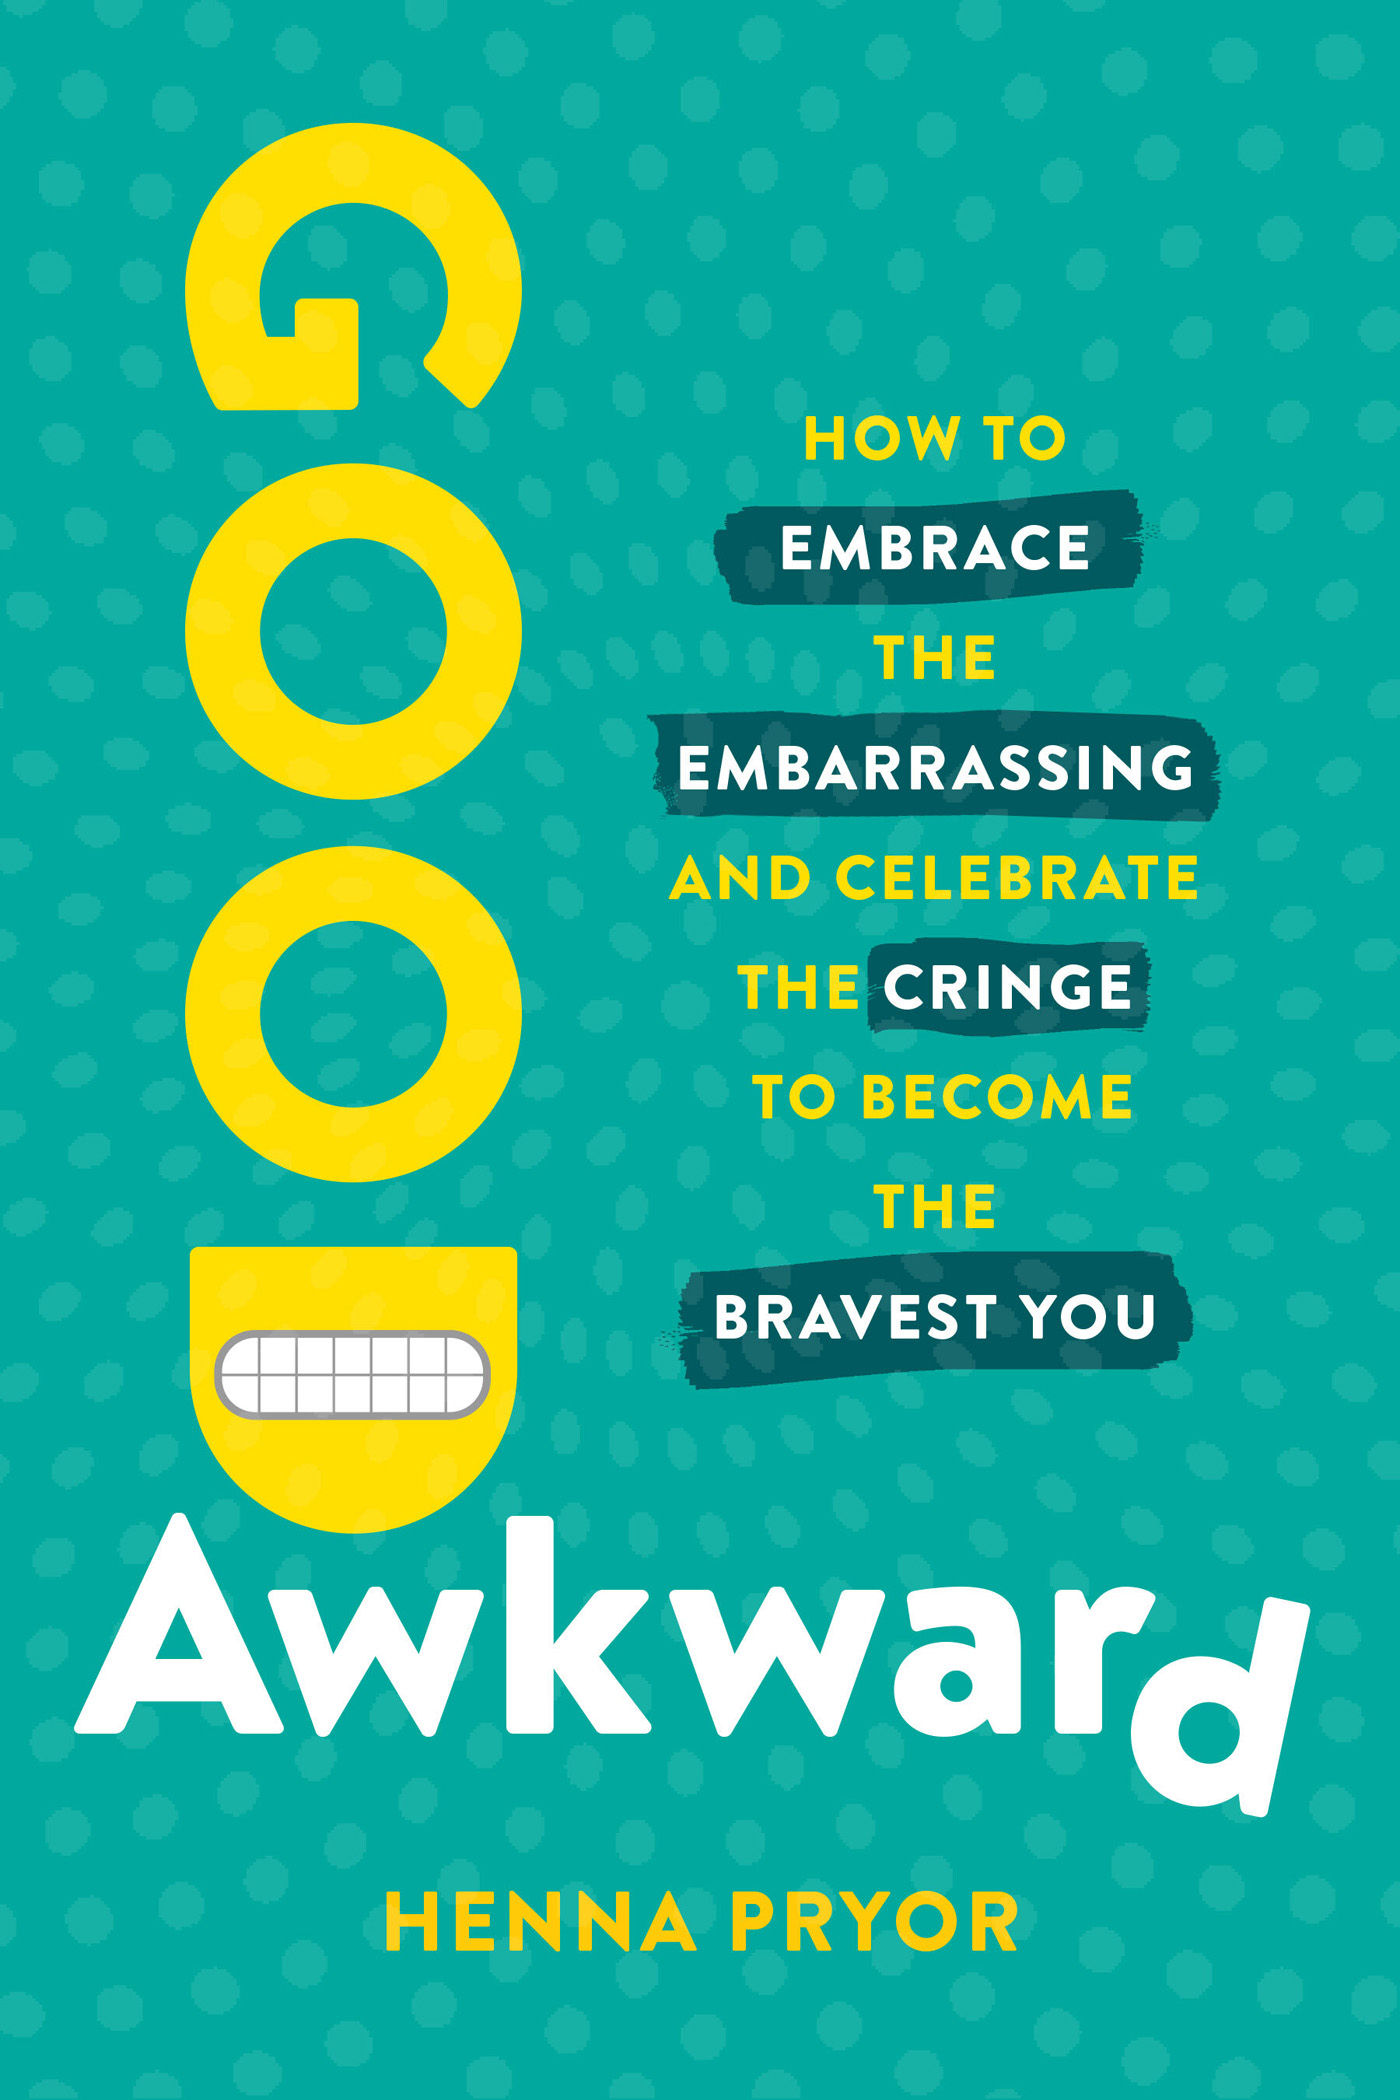 GOOD
HOW TO
EMBRACE
THE
EMBARRASSING
AND CELEBRATE
THE CRINGE
TO BECOME
THE
BRAVEST YOU
Awkward
HENNA PRYOR